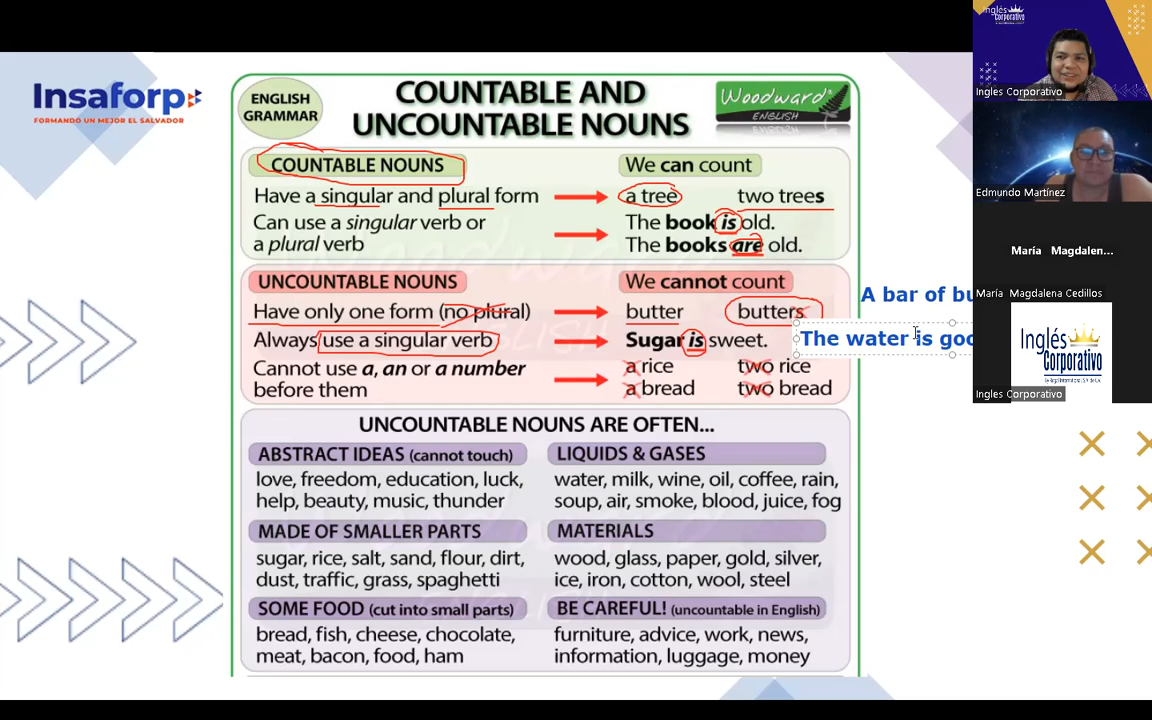 Insaforp
FORMANDO UN MEJOR EL SALVADOR
ENGLISH
GRAMMAR
COUNTABLE AND
UNCOUNTABLE NOUNS
Woodward®
ENGLISH
COUNTABLE NOUNS
We can count
Have a singular and plural form
a tree two trees
Can use a singular verb or
a plural verb
The book is old.
The books are old.
UNCOUNTABLE NOUNS
We cannot count
Have only one form (no plural)
butter butters
Always use a singular verb
Sugar is sweet.
Cannot use a, an or a number
before them
a rice two rice
a bread two bread
A bar of bu
The water is goo
UNCOUNTABLE NOUNS ARE OFTEN...
ABSTRACT IDEAS (cannot touch)
love, freedom, education, luck,
help, beauty, music, thunder
LIQUIDS & GASES
water, milk, wine, oil, coffee, rain,
soup, air, smoke, blood, juice, fog
MADE OF SMALLER PARTS
sugar, rice, salt, sand, flour, dirt,
dust, traffic, grass, spaghetti
MATERIALS
wood, glass, paper, gold, silver,
ice, iron, cotton, wool, steel
SOME FOOD (cut into small parts)
bread, fish, cheese, chocolate,
meat, bacon, food, ham
BE CAREFUL! (uncountable in English)
furniture, advice, work, news,
information, luggage, money
Inglés
Corporativo
Ingles Corporativo
Edmundo Martínez
María Magdalen...
María Magdalena Cedillos
Inglés
Corporativo
Ingles Corporativo